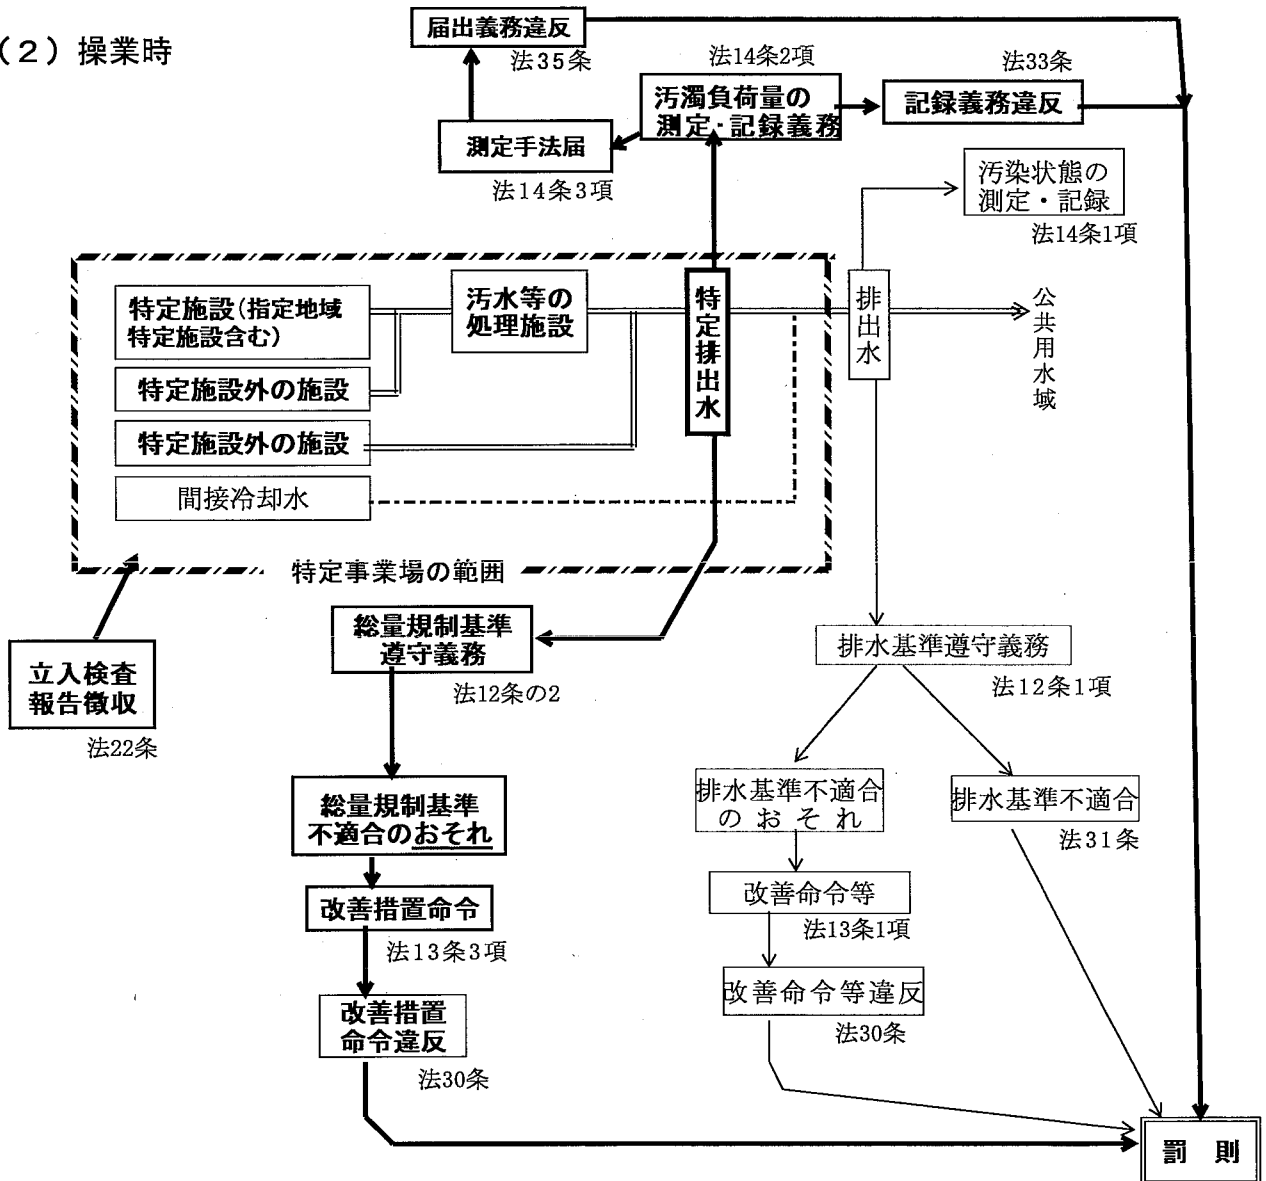 (2)操業時
届出義務違反
法35条
法14条2項
汚濁負荷量の
測定・記録義務
法33条
記録義務違反
測定手法届
法14条3項
汚染状態の
測定・記録
法14条1項
特定施設(指定地域
特定施設含む)
汚水等の
処理施設
特定排出水
排出水
公共用水域
特定施設外の施設
特定施設外の施設
間接冷却水
特定事業場の範囲
立入検査
報告徴収
法22条
総量規制基準
遵守義務
法12条の2
排水基準遵守義務
法12条1項
総量規制基準
不適合のおそれ
排水基準不適合
のおそれ
排水基準不適合
法31条
改善措置命令
法13条3項
改善命令等
法13条1項
改善措置
命令違反
法30条
改善命令等違反
法30条
罰則